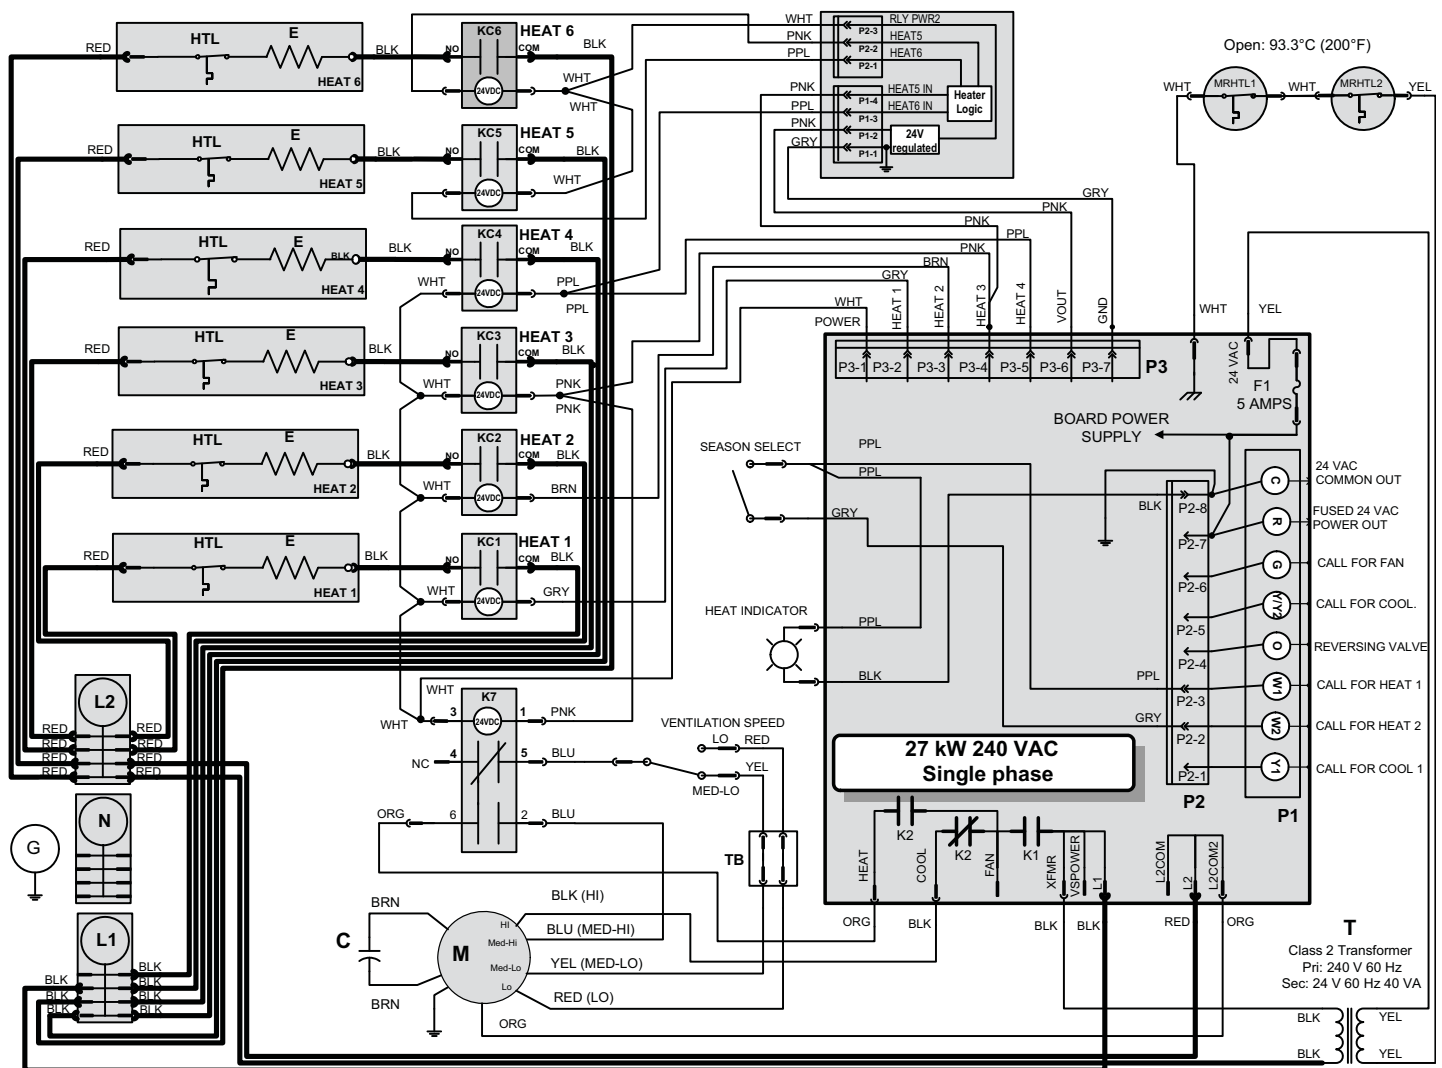 RED
HTL
E
HEAT 6
BLK
NO
KC6
24VDC
COM
HEAT 6
BLK
WHT
WHT
RED
HTL
E
HEAT 5
BLK
NO
KC5
24VDC
COM
HEAT 5
BLK
WHT
RED
HTL
E
BLK
HEAT 4
BLK
NO
KC4
24VDC
COM
HEAT 4
BLK
WHT
PPL
PPL
RED
HTL
E
HEAT 3
BLK
NO
KC3
24VDC
COM
HEAT 3
BLK
WHT
PNK
PNK
RED
HTL
E
HEAT 2
BLK
NO
KC2
24VDC
COM
HEAT 2
BLK
WHT
BRN
RED
HTL
E
HEAT 1
BLK
NO
KC1
24VDC
COM
HEAT 1
BLK
WHT
GRY
WHT
PNK
PPL
P2-3
P2-2
P2-1
RLY PWR2
HEAT5
HEAT6
PNK
PPL
PNK
GRY
P1-4
P1-3
P1-2
P1-1
HEAT5 IN
HEAT6 IN
Heater
Logic
24V
regulated
Open: 93.3°C (200°F)
WHT
MRHTL1
WHT
MRHTL2
YEL
GRY
PNK
PNK
PPL
PNK
BRN
GRY
WHT
POWER
HEAT 1
HEAT 2
HEAT 3
HEAT 4
VOUT
GND
WHT
YEL
P3-1
P3-2
P3-3
P3-4
P3-5
P3-6
P3-7
P3
24 VAC
F1
5 AMPS
BOARD POWER
SUPPLY
SEASON SELECT
PPL
PPL
GRY
BLK
P2-8
P2-7
P2-6
P2-5
P2-4
P2-3
P2-2
P2-1
P2
PPL
GRY
C
R
G
Y/Y2
O
W1
W2
Y1
P1
24 VAC
COMMON OUT
FUSED 24 VAC
POWER OUT
CALL FOR FAN
CALL FOR COOL.
REVERSING VALVE
CALL FOR HEAT 1
CALL FOR HEAT 2
CALL FOR COOL 1
HEAT INDICATOR
PPL
BLK
27 kW 240 VAC
Single phase
K2
K2
K1
HEAT
COOL
FAN
XFMR
VSPOWER
L1
L2COM
L2
L2COM2
ORG
BLK
BLK
BLK
RED
ORG
WHT
WHT
K7
3
24VDC
1
PNK
NC
4
5
BLU
ORG
6
2
BLU
VENTILATION SPEED
LO
RED
YEL
MED-LO
TB
L2
RED
RED
RED
RED
RED
RED
RED
RED
N
G
L1
BLK
BLK
BLK
BLK
BLK
BLK
BLK
C
BRN
BRN
M
HI
Med-Hi
Med-Lo
Lo
BLK (HI)
BLU (MED-HI)
YEL (MED-LO)
RED (LO)
ORG
T
Class 2 Transformer
Pri: 240 V 60 Hz
Sec: 24 V 60 Hz 40 VA
BLK
YEL
BLK
YEL